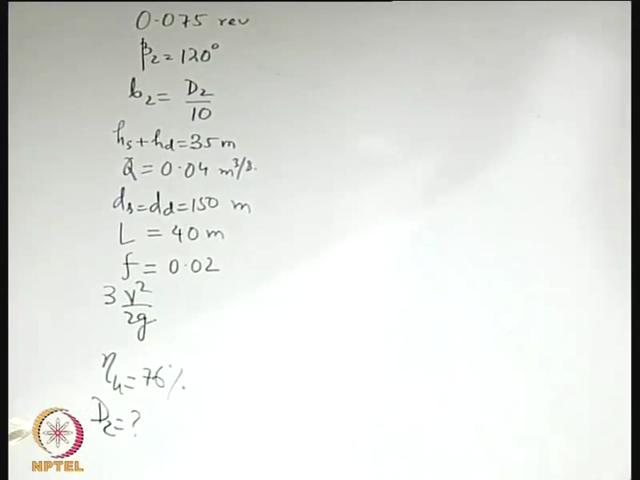 0.075 rev
β₂ = 120°
b₂ = D₂/10
hs + hd = 35 m
Q = 0.04 m³/s.
ds = dd = 150 m
L = 40 m
f = 0.02
3 V²/2g
ηh = 76%
D₂ = ?
NPTEL